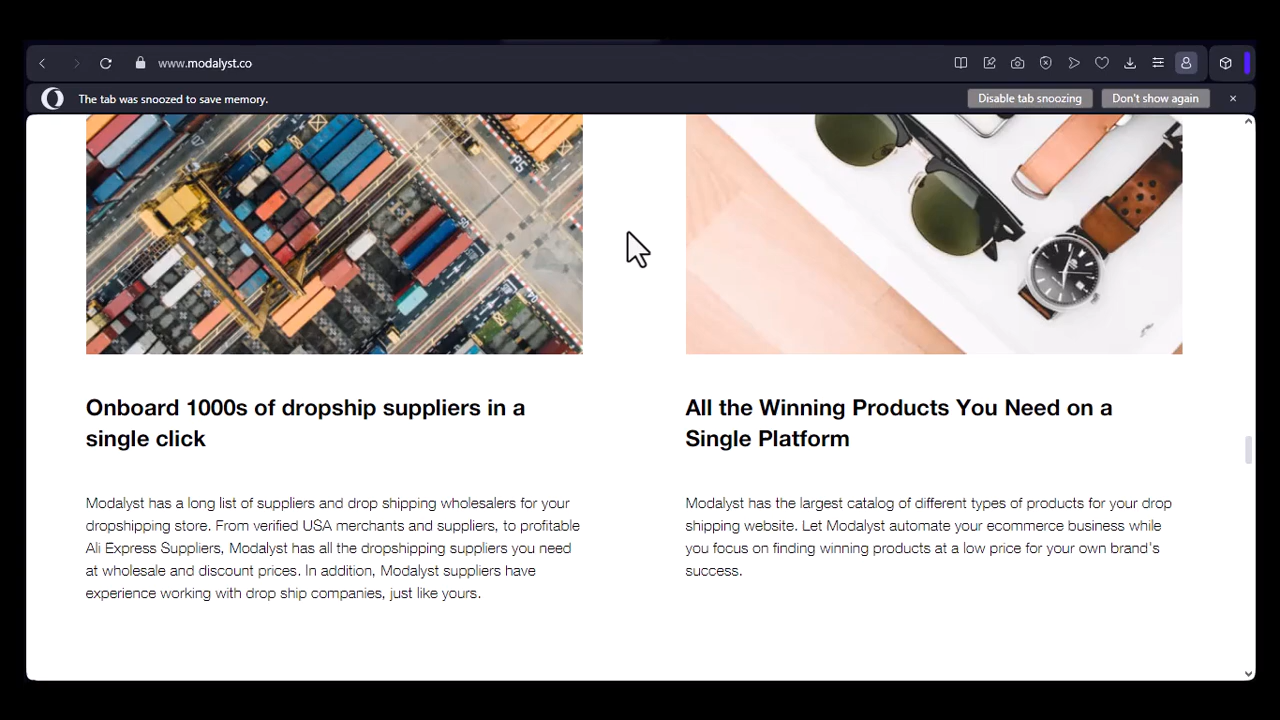 www.modalyst.co
The tab was snoozed to save memory.
Disable tab snoozing
Don't show again
Onboard 1000s of dropship suppliers in a
single click
Modalyst has a long list of suppliers and drop shipping wholesalers for your
dropshipping store. From verified USA merchants and suppliers, to profitable
Ali Express Suppliers, Modalyst has all the dropshipping suppliers you need
at wholesale and discount prices. In addition, Modalyst suppliers have
experience working with drop ship companies, just like yours.
All the Winning Products You Need on a
Single Platform
Modalyst has the largest catalog of different types of products for your drop
shipping website. Let Modalyst automate your ecommerce business while
you focus on finding winning products at a low price for your own brand's
success.